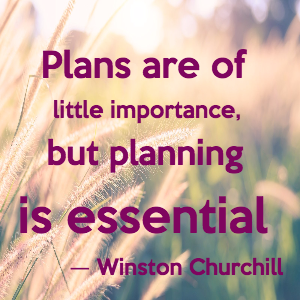 Plans are of
little importance,
but planning
is essential
— Winston Churchill